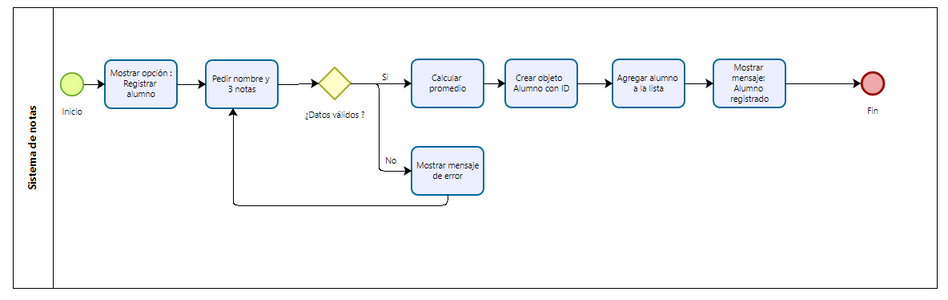 Sistema de notas
Inicio
Mostrar opción :
Registrar
alumno
Pedir nombre y
3 notas
¿Datos válidos ?
Si
Calcular
promedio
Crear objeto
Alumno con ID
Agregar alumno
a la lista
Mostrar
mensaje:
Alumno
registrado
Fin
No
Mostrar mensaje
de error